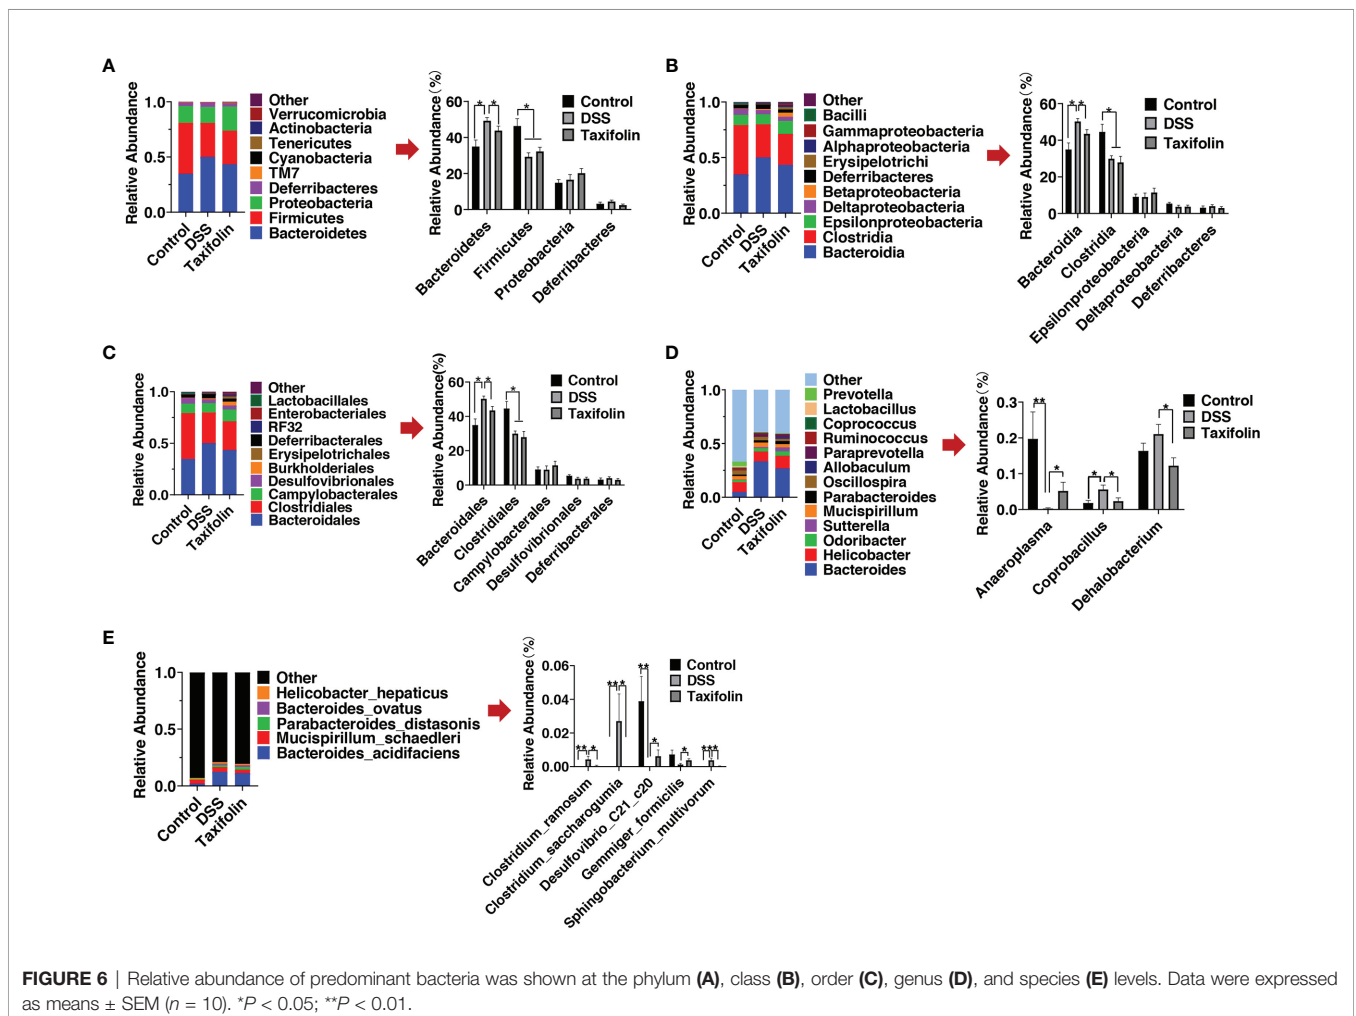 A
Relative Abundance
1.0
0.5
0.0
Control
DSS
Taxifolin
Other
Verrucomicrobia
Actinobacteria
Tenericutes
Cyanobacteria
TM7
Deferribacteres
Proteobacteria
Firmicutes
Bacteroidetes
Relative Abundance(%)
60
40
20
0
* *
*
Control
DSS
Taxifolin
Bacteroidetes
Firmicutes
Proteobacteria
Deferribacteres
B
Relative Abundance
1.0
0.5
0.0
Control
DSS
Taxifolin
Other
Bacilli
Gammaproteobacteria
Alphaproteobacteria
Erysipelotrichi
Deferribacteres
Betaproteobacteria
Deltaproteobacteria
Epsilonproteobacteria
Clostridia
Bacteroidia
Relative Abundance(%)
60
40
20
0
* *
*
Control
DSS
Taxifolin
Bacteroidia
Clostridia
Epsilonproteobacteria
Deltaproteobacteria
Deferribacteres
C
Relative Abundance
1.0
0.5
0.0
Control
DSS
Taxifolin
Other
Lactobacillales
Enterobacteriales
RF32
Deferribacterales
Erysipelotrichales
Burkholderiales
Desulfovibrionales
Campylobacterales
Clostridiales
Bacteroidales
Relative Abundance(%)
60
40
20
0
* *
*
Control
DSS
Taxifolin
Bacteroidales
Clostridiales
Campylobacterales
Desulfovibrionales
Deferribacterales
D
Relative Abundance
1.0
0.5
0.0
Control
DSS
Taxifolin
Other
Prevotella
Lactobacillus
Coprococcus
Ruminococcus
Paraprevotella
Allobaculum
Oscillospira
Parabacteroides
Mucispirillum
Sutterella
Odoribacter
Helicobacter
Bacteroides
Relative Abundance(%)
0.3
0.2
0.1
0.0
**
*
* *
*
Control
DSS
Taxifolin
Anaeroplasma
Coprobacillus
Dehalobacterium
E
Relative Abundance
1.0
0.5
0.0
Control
DSS
Taxifolin
Other
Helicobacter_hepaticus
Bacteroides_ovatus
Parabacteroides_distasonis
Mucispirillum_schaedleri
Bacteroides_acidifaciens
Relative Abundance(%)
0.06
0.04
0.02
0.00
** *
** *
**
*
*
** *
Control
DSS
Taxifolin
Clostridium_ramosum
Clostridium_saccharogumia
Desulfovibrio_C21_c20
Gemmiger_formicilis
Sphingobacterium_multivorum
FIGURE 6 | Relative abundance of predominant bacteria was shown at the phylum (A), class (B), order (C), genus (D), and species (E) levels. Data were expressed
as means ± SEM (n = 10). *P < 0.05; **P < 0.01.